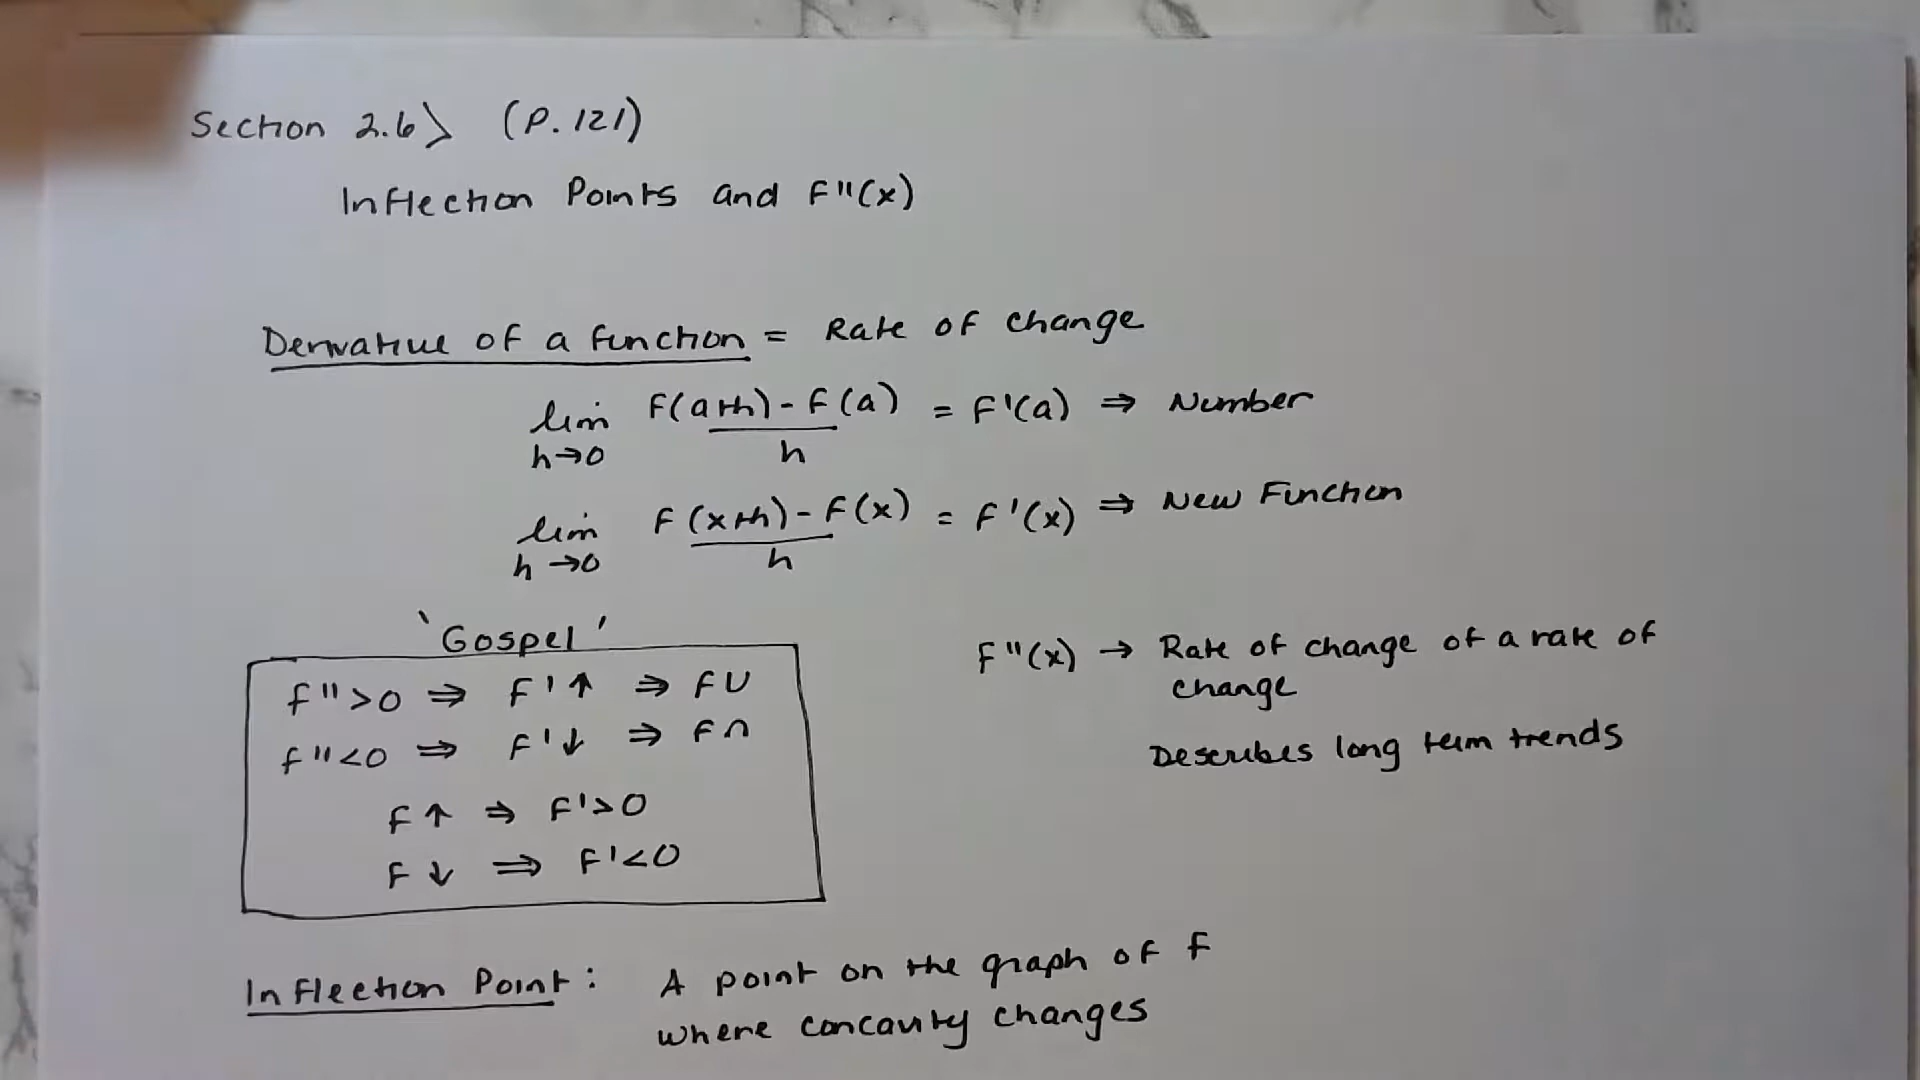 Section 2.6> (P. 121)
Inflection Points and F"(x)
Derivative of a function = Rate of change
lim h→0 F(a+h) - F(a) / h = F'(a) ⇒ Number
lim h→0 F(x+h) - F(x) / h = F'(x) ⇒ New Function
'Gospel'
f" > 0 ⇒ F' ↑ ⇒ F ∪
f" < 0 ⇒ F' ↓ ⇒ F ∩
F ↑ ⇒ F' > 0
F ↓ ⇒ F' < 0
F"(x) → Rate of change of a rate of
change
Describes long term trends
Inflection Point: A point on the graph of F
where concavity changes